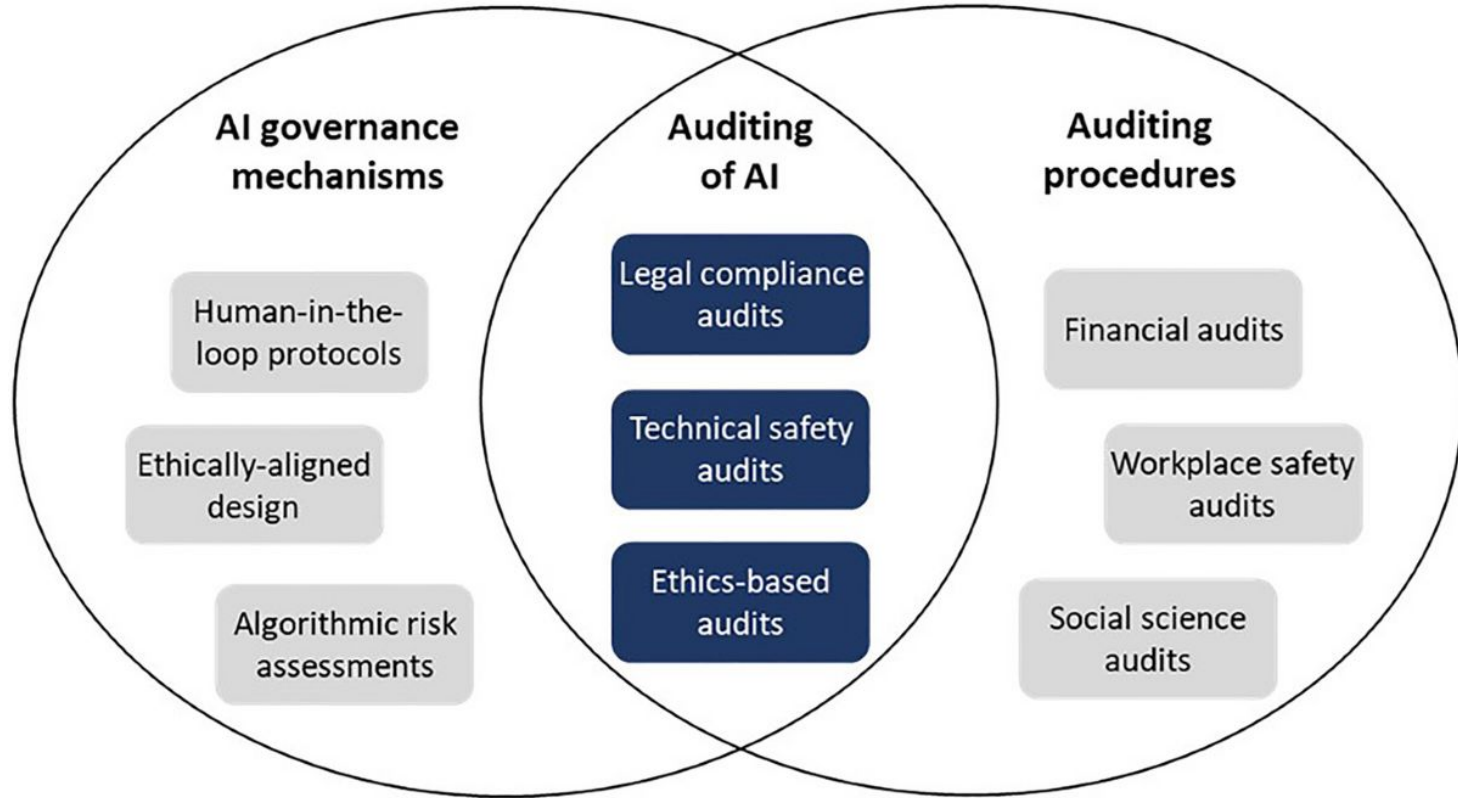 AI governance
mechanisms
Human-in-the-
loop protocols
Ethically-aligned
design
Algorithmic risk
assessments
Auditing
of AI
Legal compliance
audits
Technical safety
audits
Ethics-based
audits
Auditing
procedures
Financial audits
Workplace safety
audits
Social science
audits